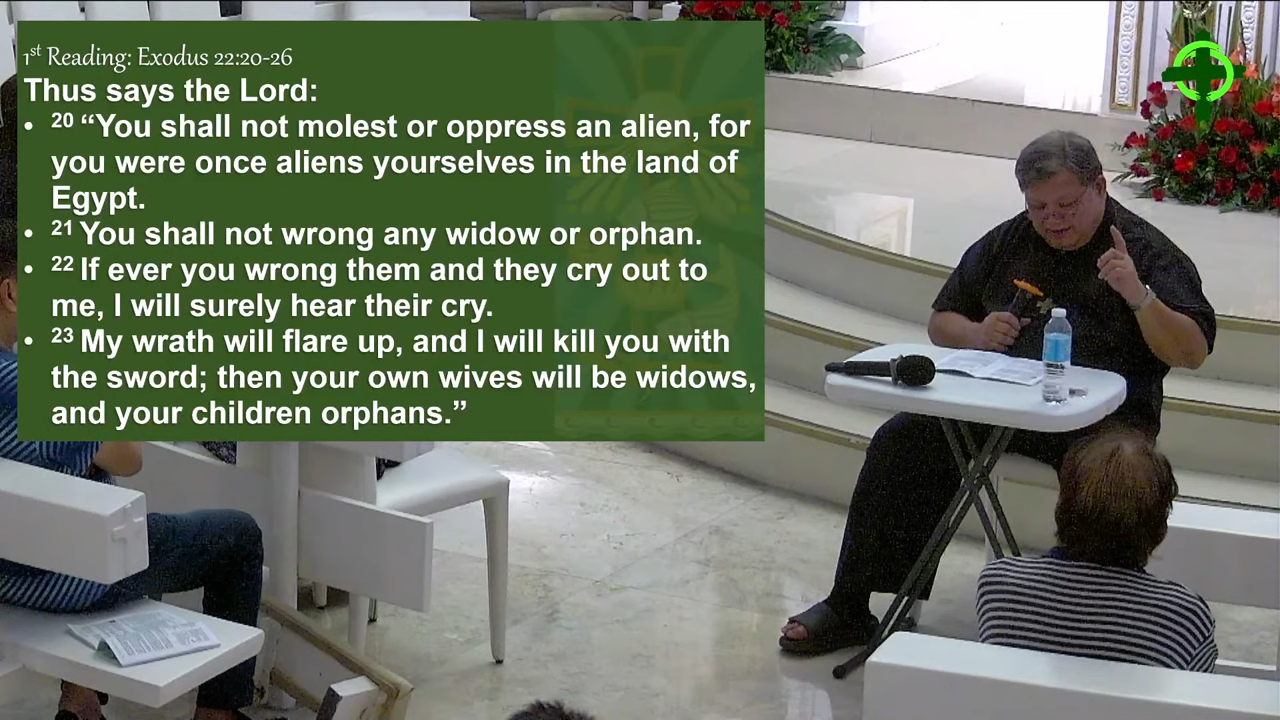 1st Reading: Exodus 22:20-26
Thus says the Lord:
• 20 “You shall not molest or oppress an alien, for
you were once aliens yourselves in the land of
Egypt.
• 21 You shall not wrong any widow or orphan.
• 22 If ever you wrong them and they cry out to
me, I will surely hear their cry.
• 23 My wrath will flare up, and I will kill you with
the sword; then your own wives will be widows,
and your children orphans.”